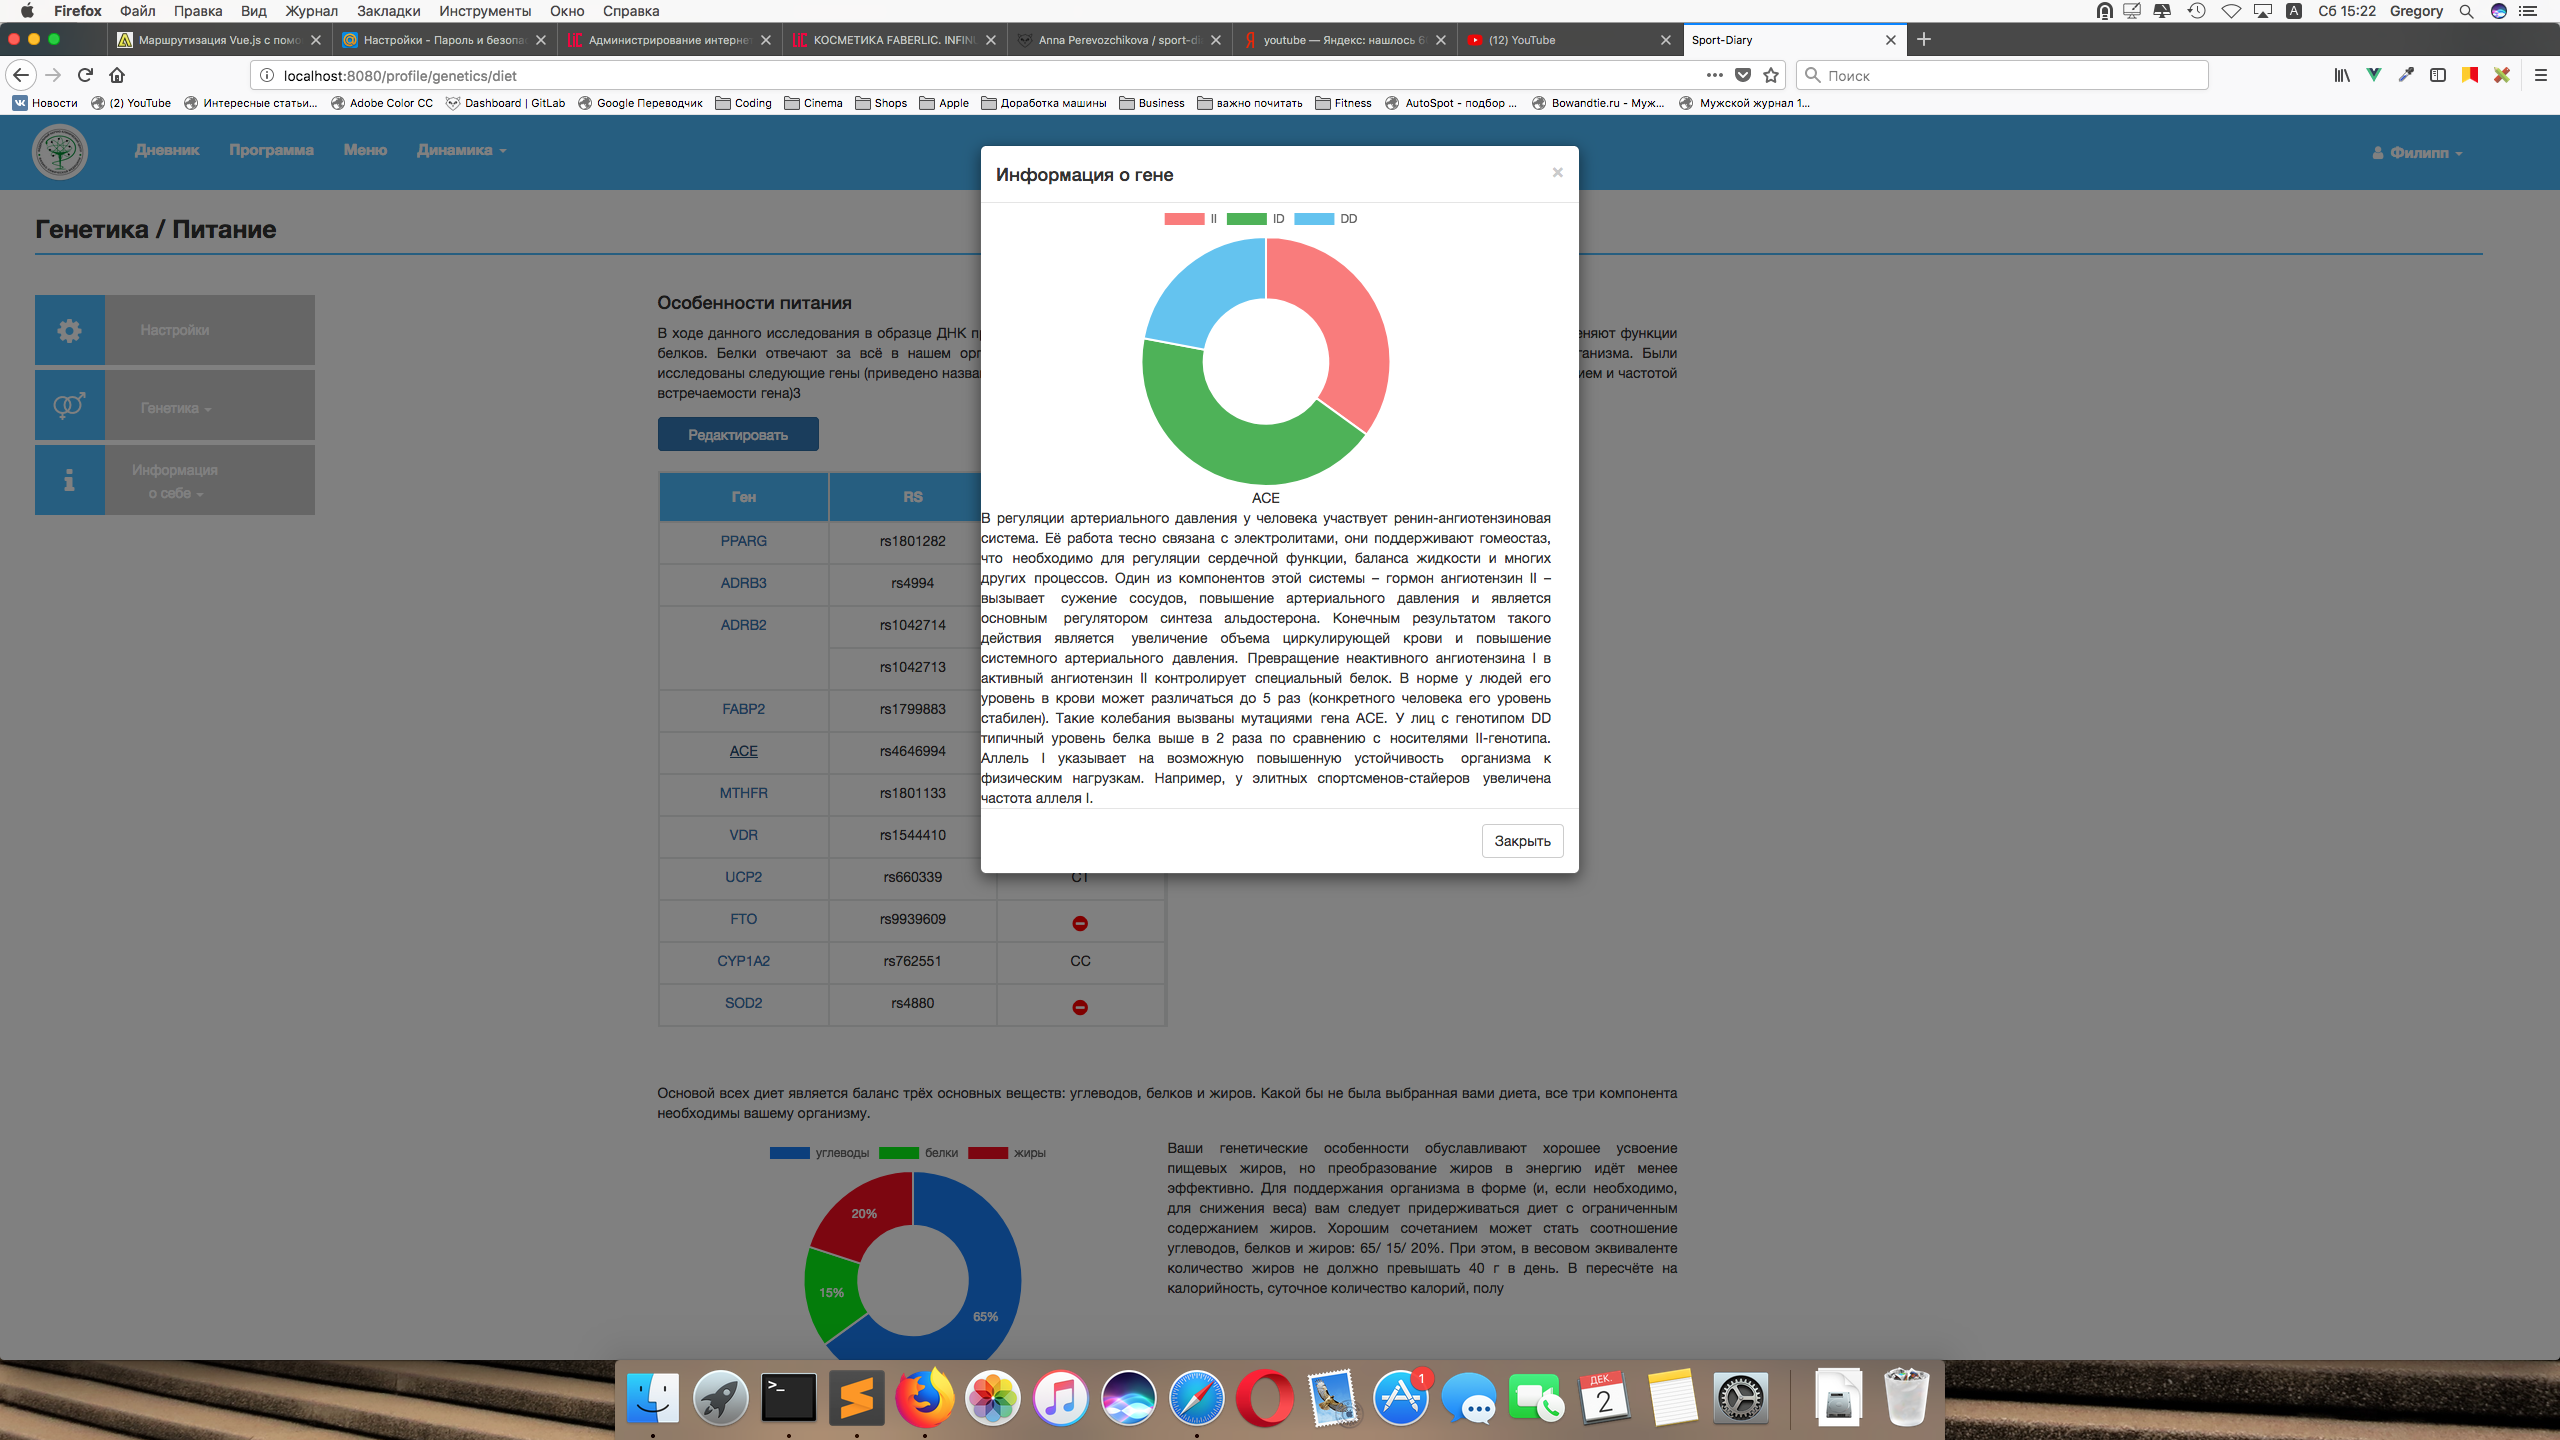 Firefox Файл Правка Вид Журнал Закладки Инструменты Окно Справка
Сб 15:22 Gregory
Маршрутизация Vue.js с помо
Настройки - Пароль и безопа
Администрирование интерне
КОСМЕТИКА FABERLIC. INFIN
Anna Perevozchikova / sport-di
youtube — Яндекс: нашлось 6
(12) YouTube
Sport-Diary
localhost:8080/profile/genetics/diet
Поиск
Новости (2) YouTube Интересные статьи... Adobe Color CC Dashboard | GitLab Google Переводчик Coding Cinema Shops Apple Доработка машины Business важно почитать Fitness AutoSpot - подбор ... Bowandtie.ru - Муж... Мужской журнал 1...
Дневник Программа Меню Динамика
Филипп
Генетика / Питание
Настройки
Генетика
Информация
о себе
Особенности питания
В ходе данного исследования в образце ДНК п
еняют функции
белков. Белки отвечают за всё в нашем орг
ганизма. Были
исследованы следующие гены (приведено назва
ием и частотой
встречаемости гена)3
Редактировать
Ген RS
PPARG rs1801282
ADRB3 rs4994
ADRB2 rs1042714
rs1042713
FABP2 rs1799883
ACE rs4646994
MTHFR rs1801133
VDR rs1544410
UCP2 rs660339 CT
FTO rs9939609
CYP1A2 rs762551 CC
SOD2 rs4880
Информация о гене
×
II ID DD
ACE
В регуляции артериального давления у человека участвует ренин-ангиотензиновая
система. Её работа тесно связана с электролитами, они поддерживают гомеостаз,
что необходимо для регуляции сердечной функции, баланса жидкости и многих
других процессов. Один из компонентов этой системы – гормон ангиотензин II –
вызывает сужение сосудов, повышение артериального давления и является
основным регулятором синтеза альдостерона. Конечным результатом такого
действия является увеличение объема циркулирующей крови и повышение
системного артериального давления. Превращение неактивного ангиотензина I в
активный ангиотензин II контролирует специальный белок. В норме у людей его
уровень в крови может различаться до 5 раз (конкретного человека его уровень
стабилен). Такие колебания вызваны мутациями гена ACE. У лиц с генотипом DD
типичный уровень белка выше в 2 раза по сравнению с носителями II-генотипа.
Аллель I указывает на возможную повышенную устойчивость организма к
физическим нагрузкам. Например, у элитных спортсменов-стайеров увеличена
частота аллеля I.
Закрыть
Основой всех диет является баланс трёх основных веществ: углеводов, белков и жиров. Какой бы не была выбранная вами диета, все три компонента
необходимы вашему организму.
углеводы белки жиры
20%
15%
65%
Ваши генетические особенности обуславливают хорошее усвоение
пищевых жиров, но преобразование жиров в энергию идёт менее
эффективно. Для поддержания организма в форме (и, если необходимо,
для снижения веса) вам следует придерживаться диет с ограниченным
содержанием жиров. Хорошим сочетанием может стать соотношение
углеводов, белков и жиров: 65/ 15/ 20%. При этом, в весовом эквиваленте
количество жиров не должно превышать 40 г в день. В пересчёте на
калорийность, суточное количество калорий, полу
1
ДЕК.
2